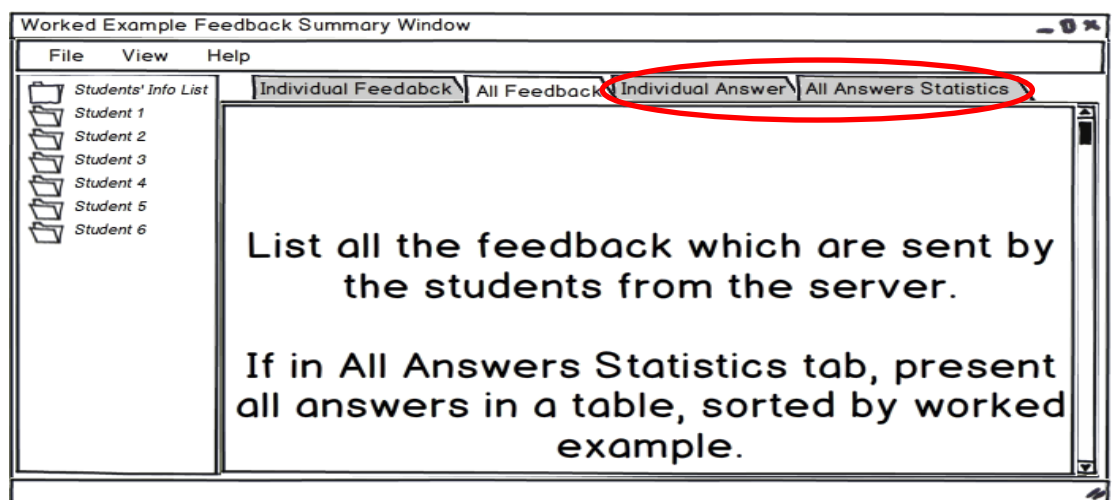 Worked Example Feedback Summary Window
File View Help
Individual Feedabck All Feedback Individual Answer All Answers Statistics
Students' Info List
Student 1
Student 2
Student 3
Student 4
Student 5
Student 6
List all the feedback which are sent by
the students from the server.
If in All Answers Statistics tab, present
all answers in a table, sorted by worked
example.